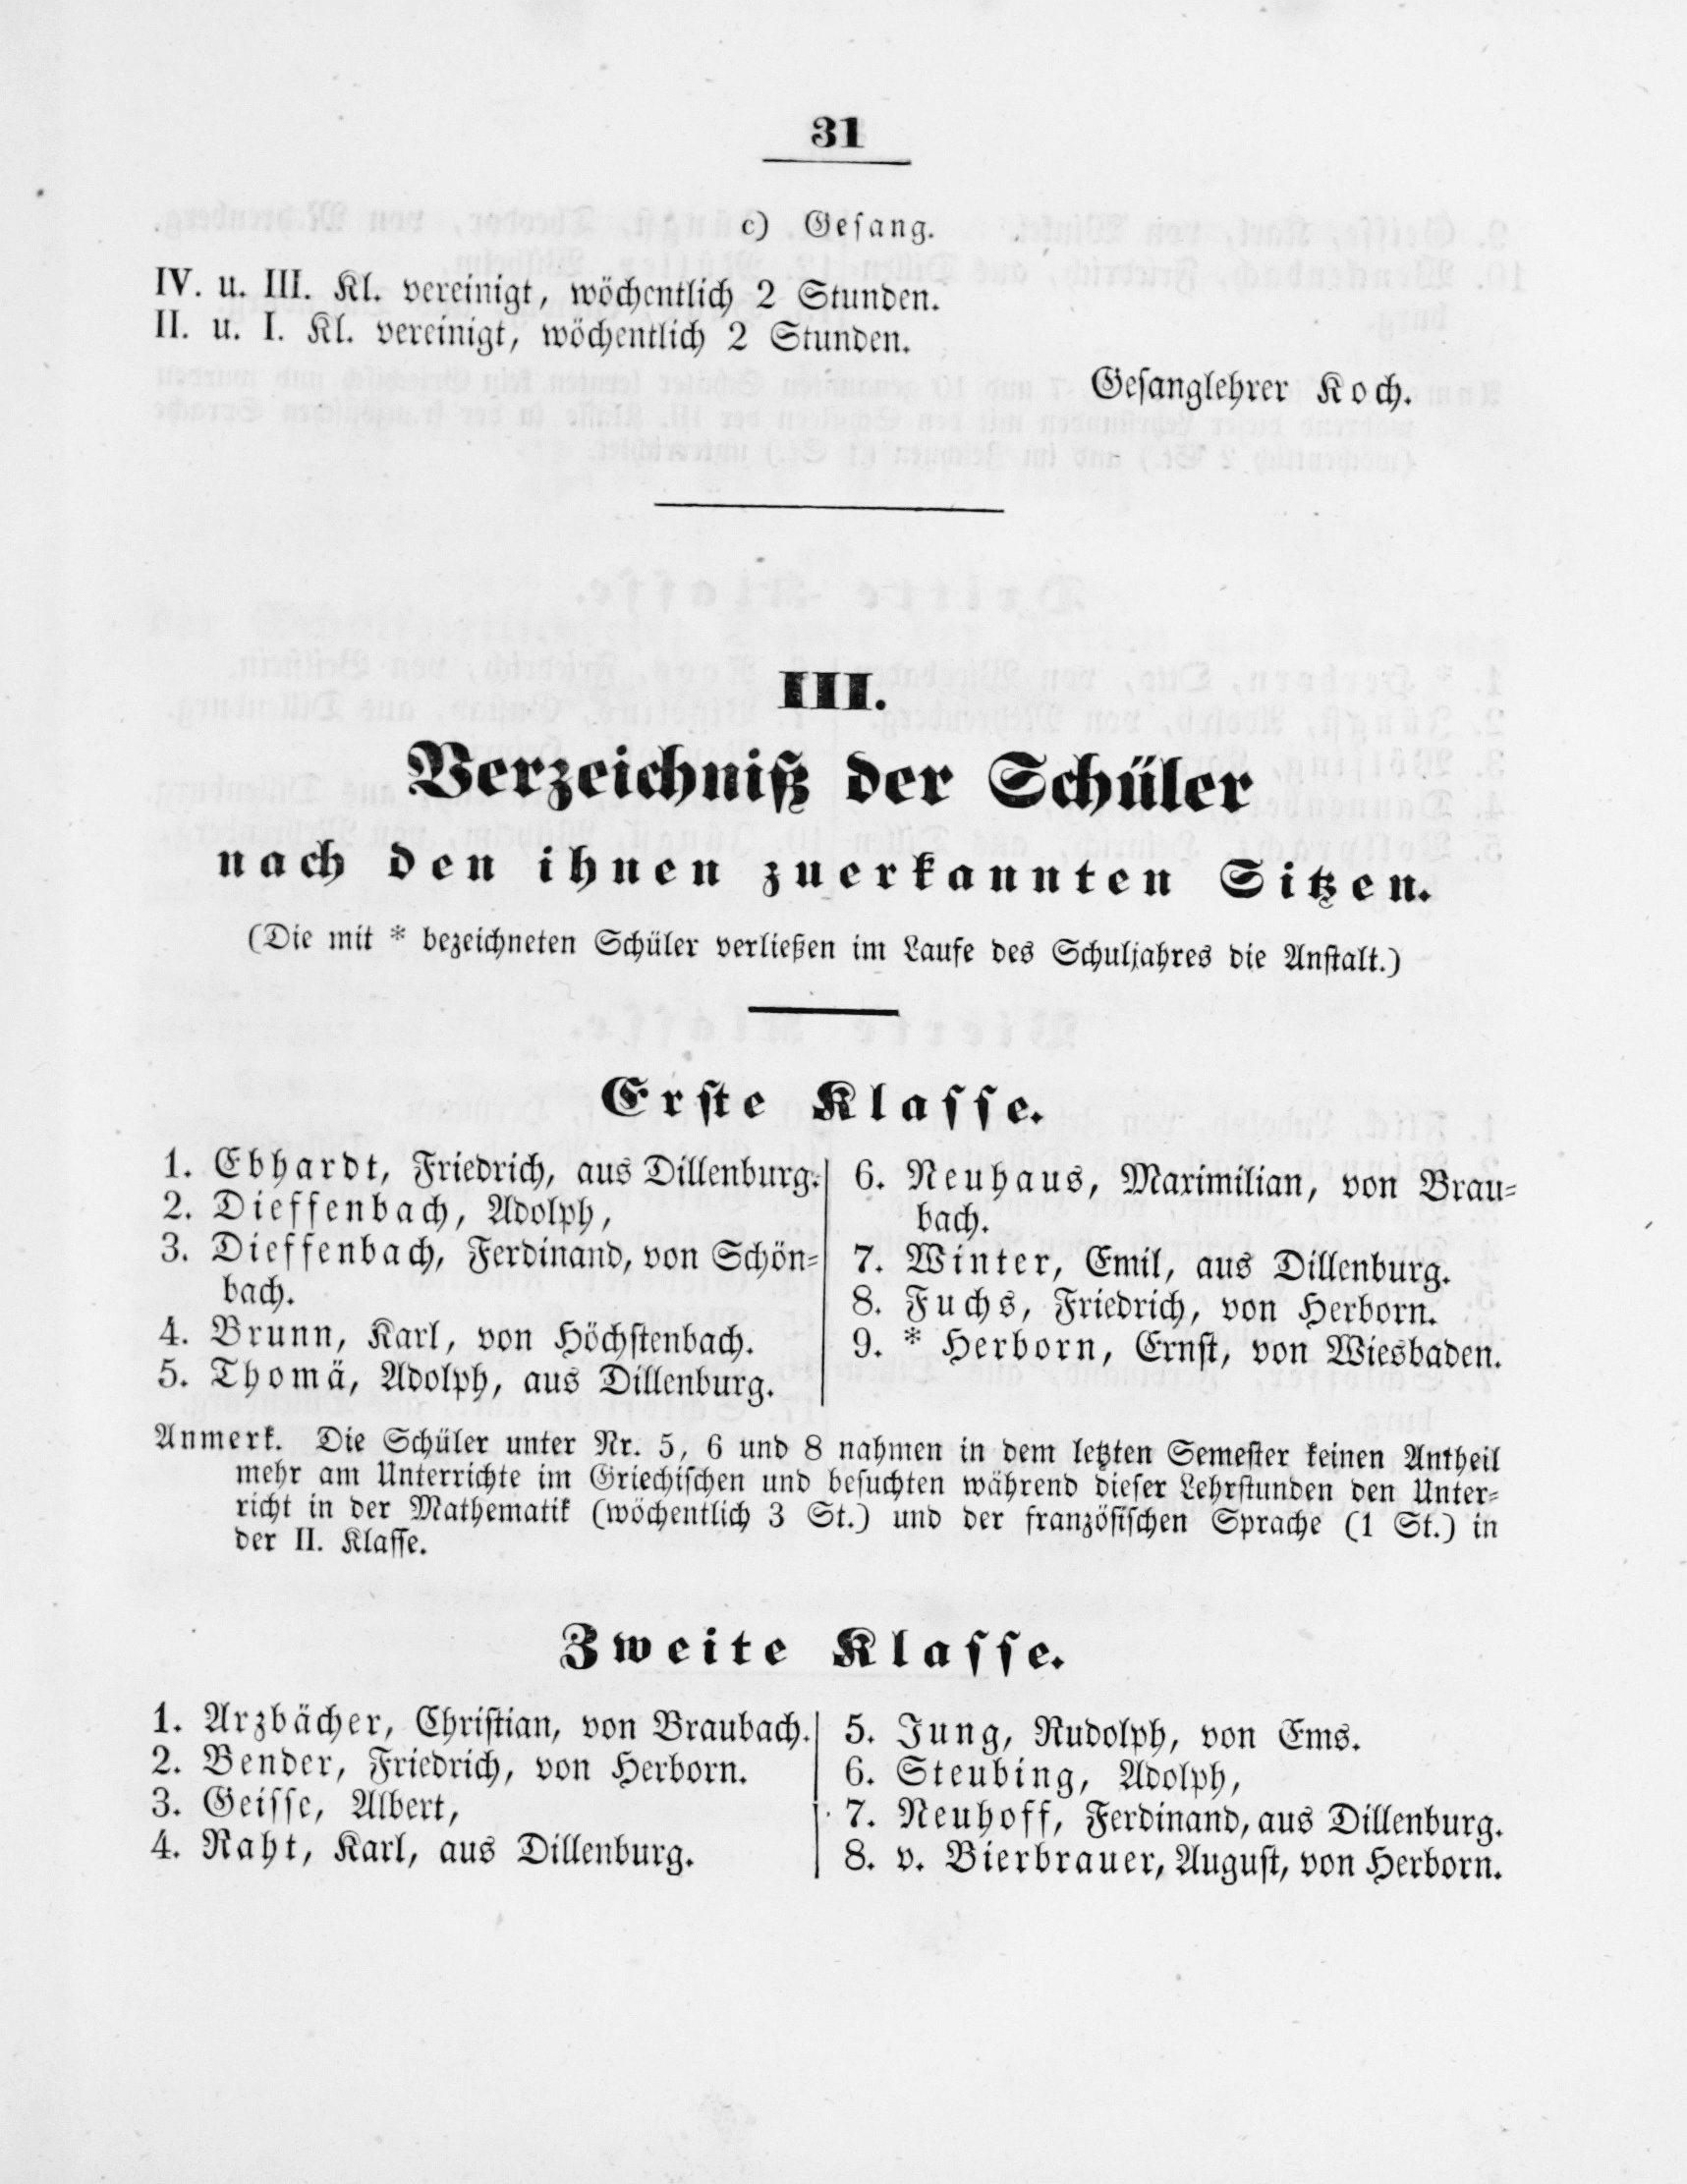 31
c) Gesang.
IV. u. III. Kl. vereinigt, wöchentlich 2 Stunden.
II. u. I. Kl. vereinigt, wöchentlich 2 Stunden.
Gesanglehrer Koch.
III.
Verzeichniß der Schüler
nach den ihnen zuerkannten Sitzen.
(Die mit * bezeichneten Schüler verließen im Laufe des Schuljahres die Anstalt.)
Erste Klasse.
1. Ebhardt, Friedrich, aus Dillenburg.
2. Dieffenbach, Adolph,
3. Dieffenbach, Ferdinand, von Schön-
bach.
4. Brunn, Karl, von Höchstenbach.
5. Thomä, Adolph, aus Dillenburg.
6. Neuhaus, Maximilian, von Brau-
bach.
7. Winter, Emil, aus Dillenburg.
8. Fuchs, Friedrich, von Herborn.
9. * Herborn, Ernst, von Wiesbaden.
Anmerk. Die Schüler unter Nr. 5, 6 und 8 nahmen in dem letzten Semester keinen Antheil
mehr am Unterrichte im Griechischen und besuchten während dieser Lehrstunden den Unter-
richt in der Mathematik (wöchentlich 3 St.) und der französischen Sprache (1 St.) in
der II. Klasse.
Zweite Klasse.
1. Arzbächer, Christian, von Braubach.
2. Bender, Friedrich, von Herborn.
3. Geisse, Albert,
4. Raht, Karl, aus Dillenburg.
5. Jung, Rudolph, von Ems.
6. Steubing, Adolph,
7. Neuhoff, Ferdinand, aus Dillenburg.
8. v. Bierbrauer, August, von Herborn.